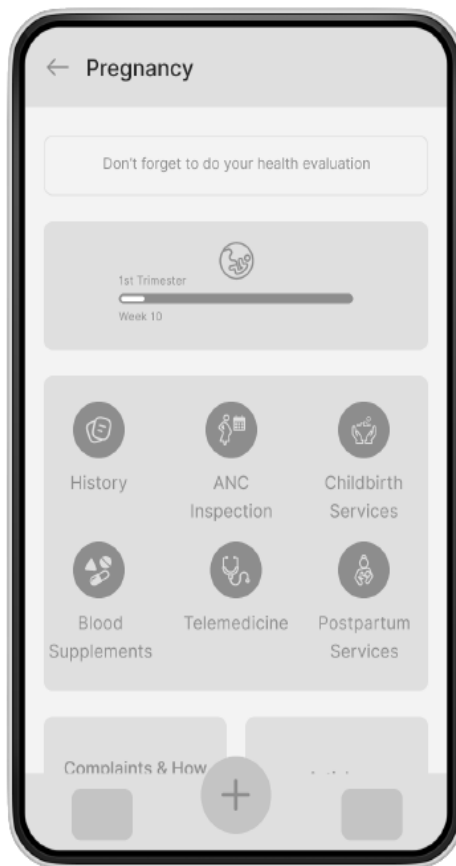 Pregnancy
Don't forget to do your health evaluation
1st Trimester
Week 10
History
ANC
Inspection
Childbirth
Services
Blood
Supplements
Telemedicine
Postpartum
Services
Complaints & How